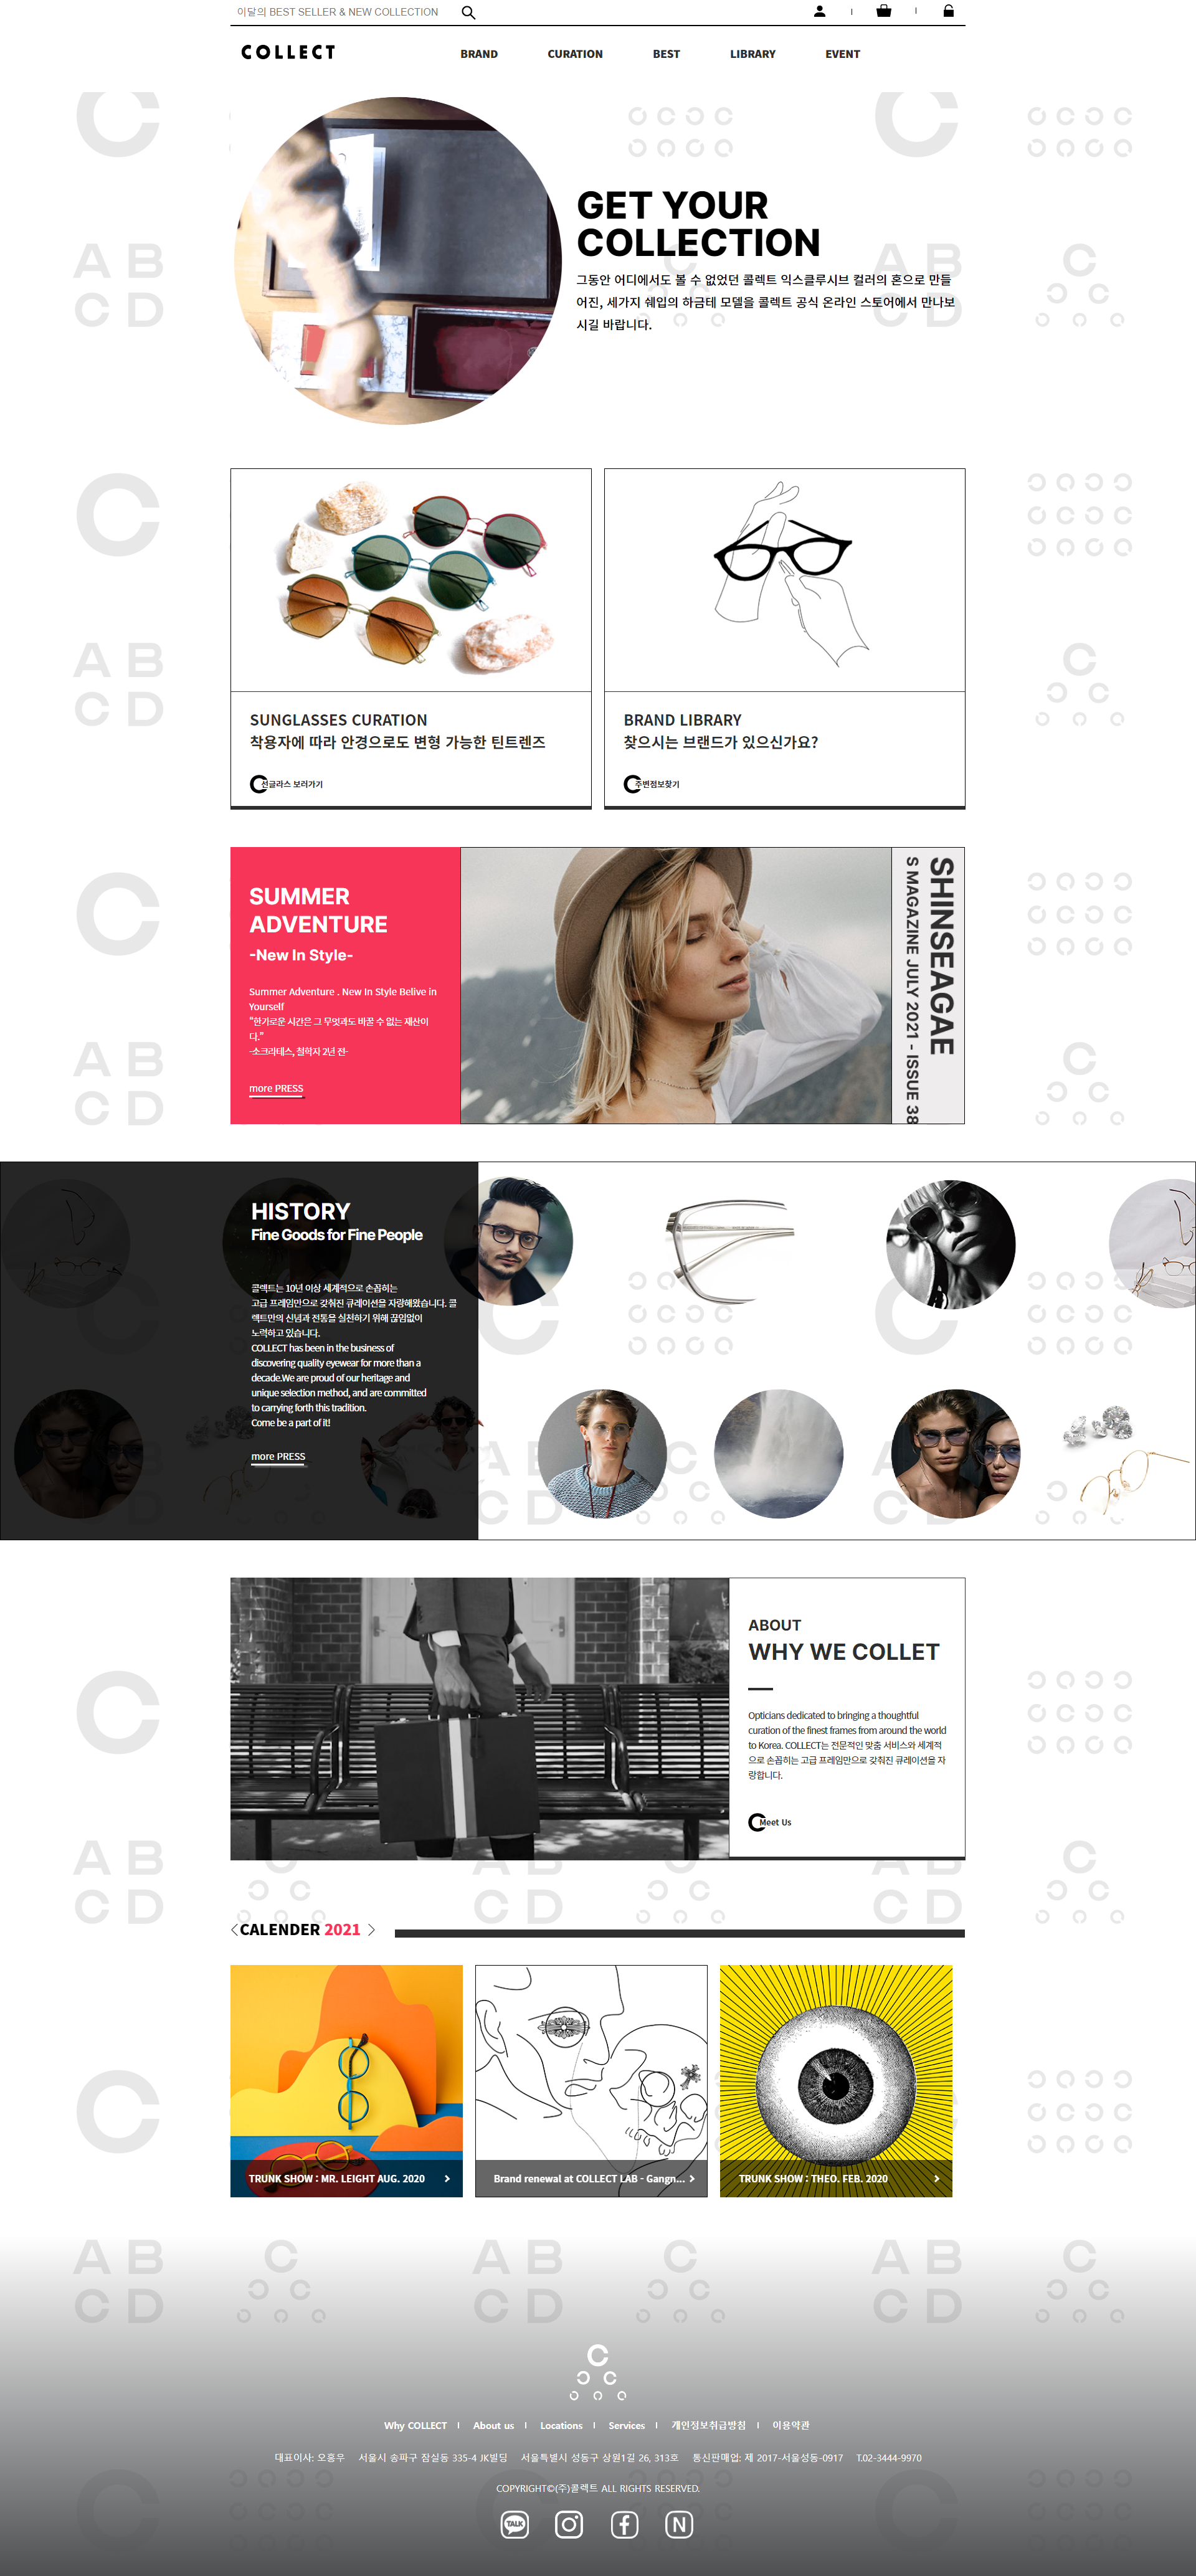 이달의 BEST SELLER & NEW COLLECTION
COLLECT
BRAND CURATION BEST LIBRARY EVENT
GET YOUR
COLLECTION
그동안 어디에서도 볼 수 없었던 콜렉트 익스클루시브 컬러의 혼으로 만들
어진, 세가지 쉐입의 하금테 모델을 콜렉트 공식 온라인 스토어에서 만나보
시길 바랍니다.
SUNGLASSES CURATION
착용자에 따라 안경으로도 변형 가능한 틴트렌즈
선글라스 보러가기
BRAND LIBRARY
찾으시는 브랜드가 있으신가요?
주변점보찾기
SUMMER
ADVENTURE
-New In Style-
Summer Adventure . New In Style Belive in
Yourself
"한가로운 시간은 그 무엇과도 바꿀 수 없는 재산이
다."
-소크라테스, 철학자 2년 전-
more PRESS
SHINSEAGAE
S MAGAZINE JULY 2021 - ISSUE 38
HISTORY
Fine Goods for Fine People
콜렉트는 10년 이상 세계적으로 손꼽히는
고급 프레임만으로 갖춰진 큐레이션을 자랑해왔습니다. 콜
렉트만의 신념과 전통을 실천하기 위해 끊임없이
노력하고 있습니다.
COLLECT has been in the business of
discovering quality eyewear for more than a
decade.We are proud of our heritage and
unique selection method, and are committed
to carrying forth this tradition.
Come be a part of it!
more PRESS
ABOUT
WHY WE COLLET
Opticians dedicated to bringing a thoughtful
curation of the finest frames from around the world
to Korea. COLLECT는 전문적인 맞춤 서비스와 세계적
으로 손꼽히는 고급 프레임만으로 갖춰진 큐레이션을 자
랑합니다.
Meet Us
CALENDER 2021
TRUNK SHOW : MR. LEIGHT AUG. 2020
Brand renewal at COLLECT LAB - Gangn...
TRUNK SHOW : THEO. FEB. 2020
Why COLLECT About us Locations Services 개인정보취급방침 이용약관
대표이사: 오홍우 서울시 송파구 잠실동 335-4 JK빌딩 서울특별시 성동구 상원1길 26, 313호 통신판매업: 제 2017-서울성동-0917 T.02-3444-9970
COPYRIGHT©(주)콜렉트 ALL RIGHTS RESERVED.
TALK
N